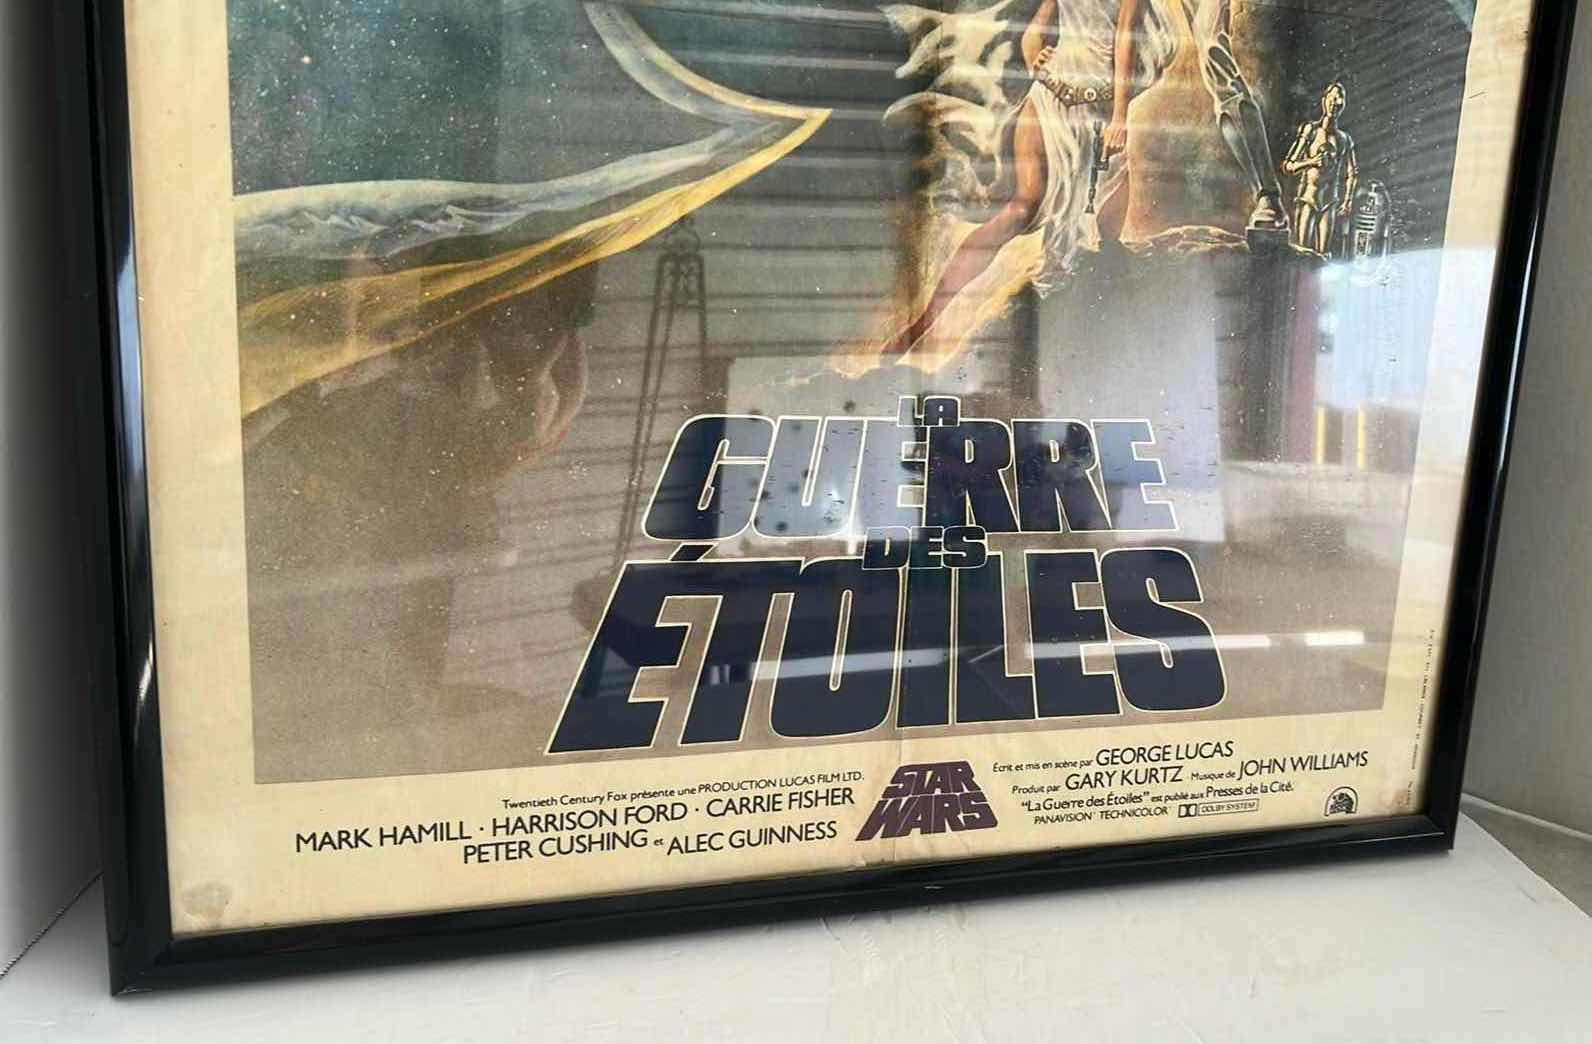 LA
GUERRE
DES
ÉTOILES
Twentieth Century Fox présente une PRODUCTION LUCAS FILM LTD.
MARK HAMILL · HARRISON FORD · CARRIE FISHER
PETER CUSHING et ALEC GUINNESS
STAR
WARS
Écrit et mis en scène par GEORGE LUCAS
Produit par GARY KURTZ Musique de JOHN WILLIAMS
"La Guerre des Étoiles" est publié aux Presses de la Cité.
PANAVISION TECHNICOLOR DOLBY SYSTEM